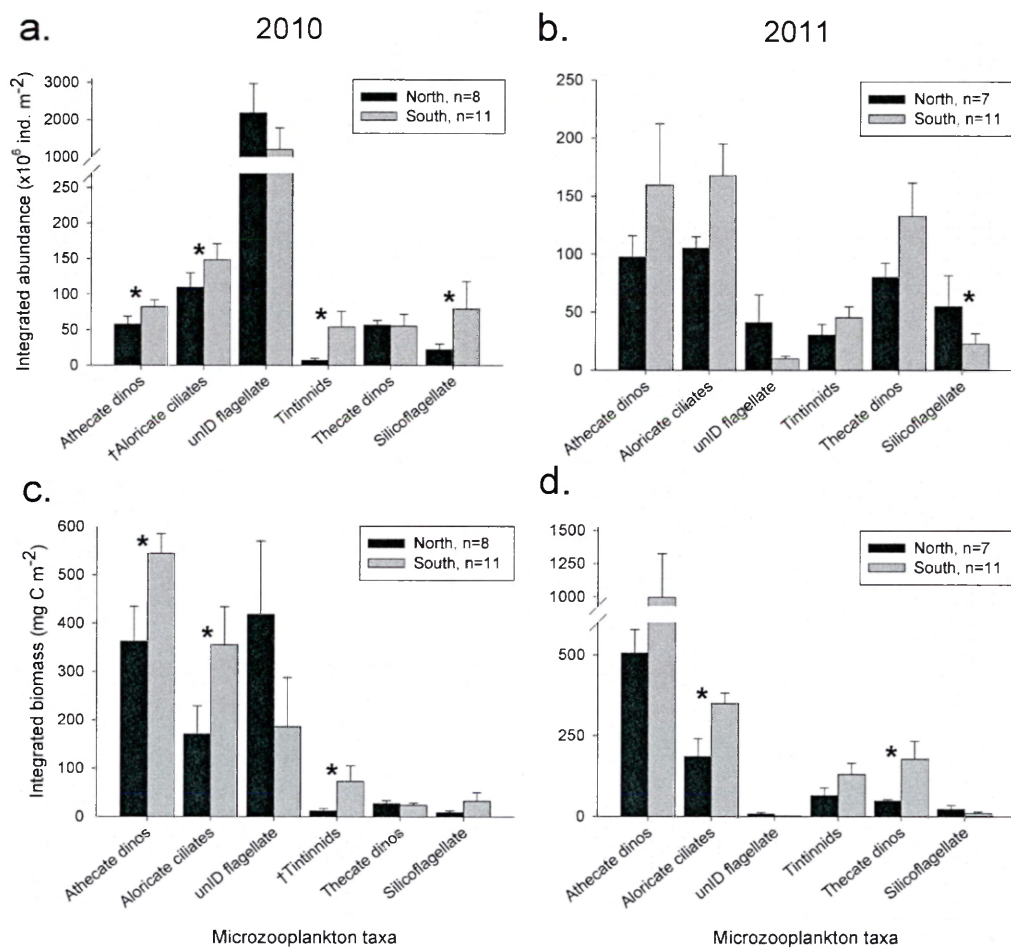 a. 2010
b. 2011
Integrated abundance (x10⁶ ind. m⁻²)
3000
2000
1000
250
200
150
100
50
0
North, n=8
South, n=11
*
*
*
*
Athecate dinos
†Aloricate ciliates
unID flagellate
Tintinnids
Thecate dinos
Silicoflagellate
250
200
150
100
50
0
North, n=7
South, n=11
*
Athecate dinos
Aloricate ciliates
unID flagellate
Tintinnids
Thecate dinos
Silicoflagellate
c.
Integrated biomass (mg C m⁻²)
600
500
400
300
200
100
0
North, n=8
South, n=11
*
*
*
Athecate dinos
Aloricate ciliates
unID flagellate
†Tintinnids
Thecate dinos
Silicoflagellate
Microzooplankton taxa
d.
1500
1250
1000
500
250
0
North, n=7
South, n=11
*
*
Athecate dinos
Aloricate ciliates
unID flagellate
Tintinnids
Thecate dinos
Silicoflagellate
Microzooplankton taxa